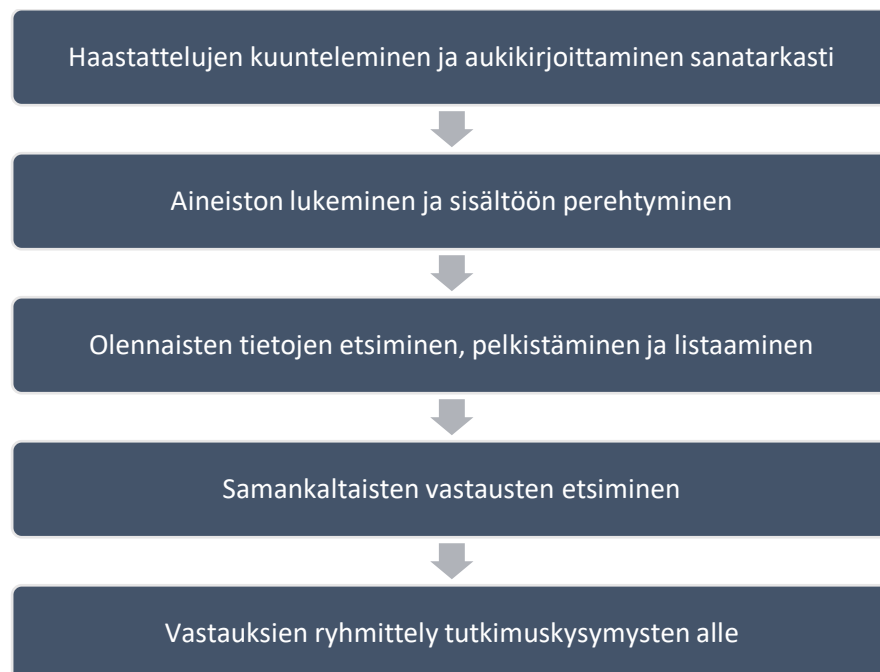 Haastattelujen kuunteleminen ja aukikirjoittaminen sanatarkasti
Aineiston lukeminen ja sisältöön perehtyminen
Olennaisten tietojen etsiminen, pelkistäminen ja listaaminen
Samankaltaisten vastausten etsiminen
Vastauksien ryhmittely tutkimuskysymysten alle